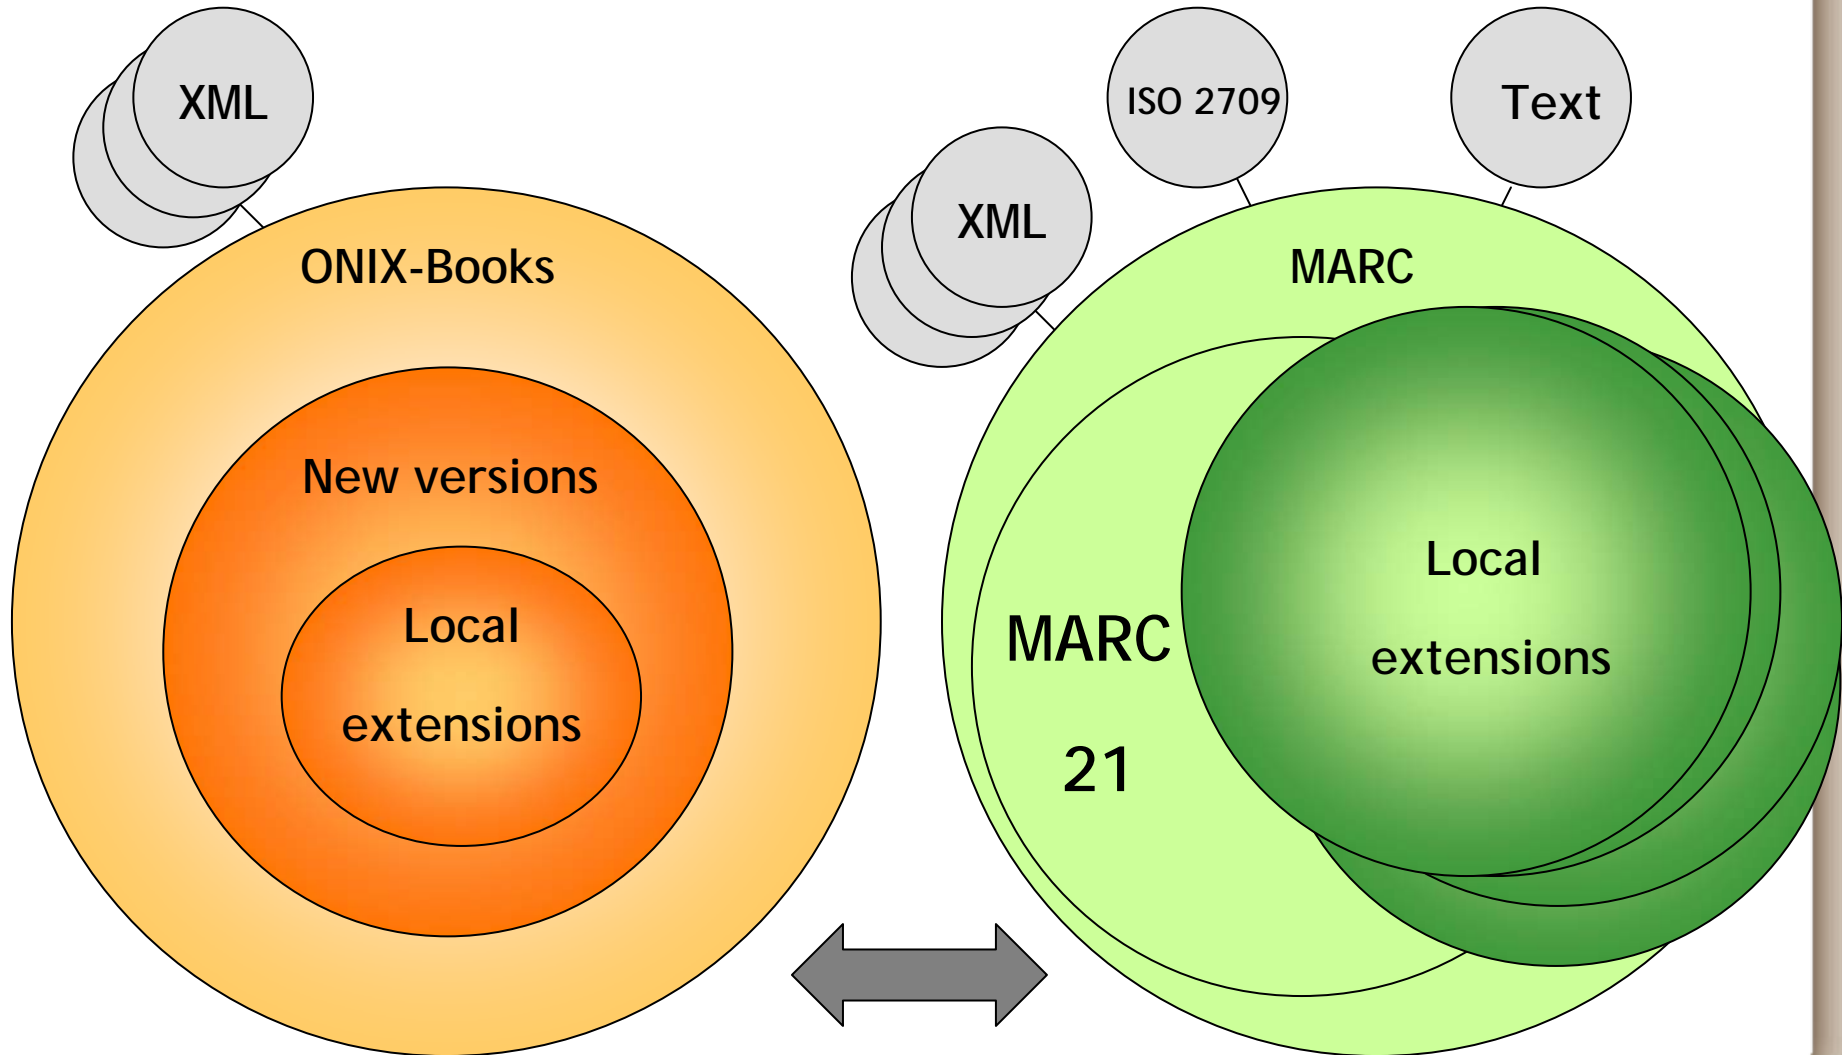 XML
ONIX-Books
New versions
Local
extensions
XML
ISO 2709
Text
MARC
MARC
21
Local
extensions